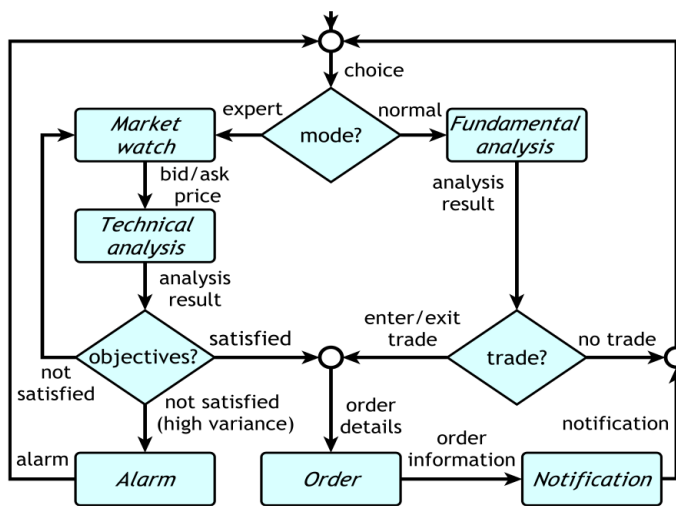 choice
expert
normal
Market
watch
mode?
Fundamental
analysis
bid/ask
price
analysis
result
Technical
analysis
analysis
result
enter/exit
trade
objectives?
satisfied
trade?
no trade
not
satisfied
not satisfied
(high variance)
order
details
notification
alarm
order
information
Alarm
Order
Notification